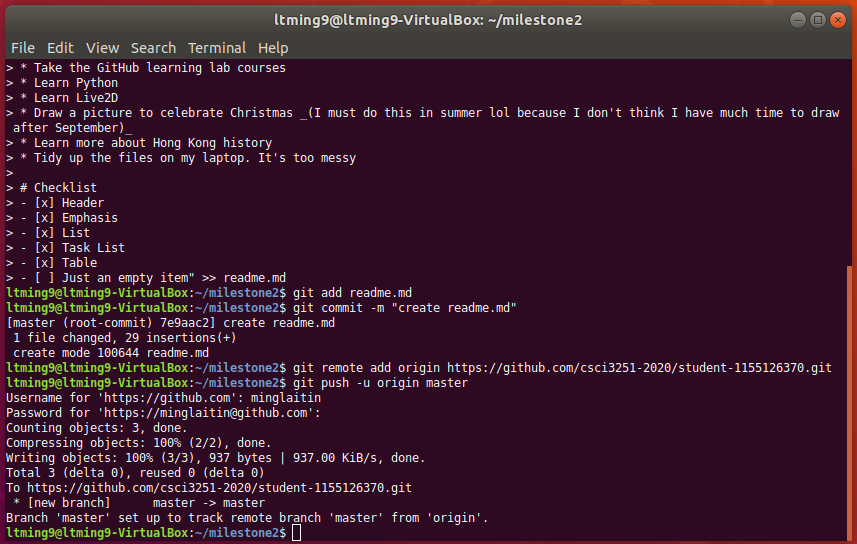 ltming9@ltming9-VirtualBox: ~/milestone2
File Edit View Search Terminal Help
> * Take the GitHub learning lab courses
> * Learn Python
> * Learn Live2D
> * Draw a picture to celebrate Christmas _(I must do this in summer lol because I don't think I have much time to draw
 after September)_
> * Learn more about Hong Kong history
> * Tidy up the files on my laptop. It's too messy
>
> # Checklist
> - [x] Header
> - [x] Emphasis
> - [x] List
> - [x] Task List
> - [x] Table
> - [ ] Just an empty item" >> readme.md
ltming9@ltming9-VirtualBox:~/milestone2$ git add readme.md
ltming9@ltming9-VirtualBox:~/milestone2$ git commit -m "create readme.md"
[master (root-commit) 7e9aac2] create readme.md
 1 file changed, 29 insertions(+)
 create mode 100644 readme.md
ltming9@ltming9-VirtualBox:~/milestone2$ git remote add origin https://github.com/csci3251-2020/student-1155126370.git
ltming9@ltming9-VirtualBox:~/milestone2$ git push -u origin master
Username for 'https://github.com': minglaitin
Password for 'https://minglaitin@github.com':
Counting objects: 3, done.
Compressing objects: 100% (2/2), done.
Writing objects: 100% (3/3), 937 bytes | 937.00 KiB/s, done.
Total 3 (delta 0), reused 0 (delta 0)
To https://github.com/csci3251-2020/student-1155126370.git
 * [new branch]      master -> master
Branch 'master' set up to track remote branch 'master' from 'origin'.
ltming9@ltming9-VirtualBox:~/milestone2$